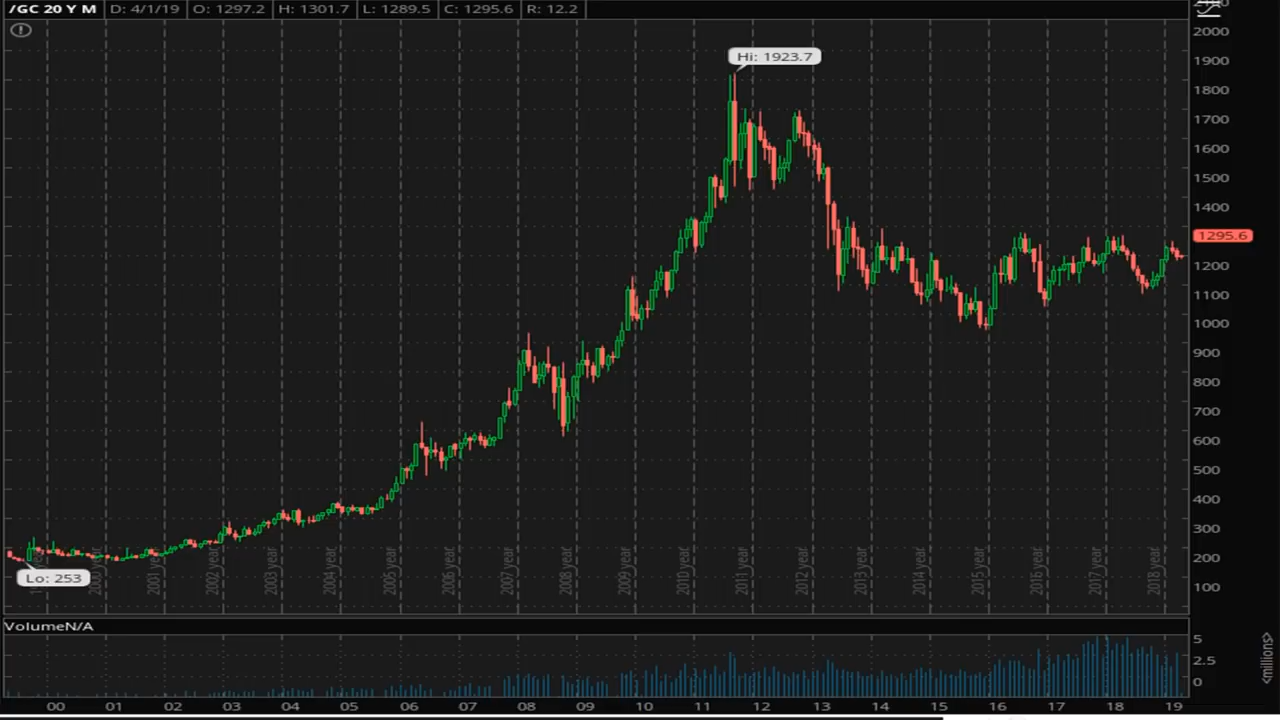 /GC 20 Y M D: 4/1/19 O: 1297.2 H: 1301.7 L: 1289.5 C: 1295.6 R: 12.2
2000
Hi: 1923.7
1900
1800
1700
1600
1500
1400
1295.6
1200
1100
1000
900
800
700
600
500
400
300
200
Lo: 253
100
2001 year
2002 year
2003 year
2004 year
2005 year
2006 year
2007 year
2008 year
2009 year
2010 year
2011 year
2012 year
2013 year
2014 year
2015 year
2016 year
2017 year
2018 year
VolumeN/A
5
2.5
0
<millions>
00 01 02 03 04 05 06 07 08 09 10 11 12 13 14 15 16 17 18 19